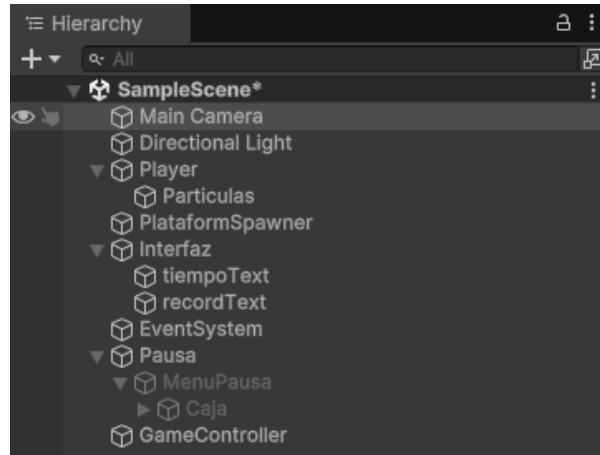 Hierarchy
All
SampleScene*
Main Camera
Directional Light
Player
Particulas
PlataformSpawner
Interfaz
tiempoText
recordText
EventSystem
Pausa
MenuPausa
Caja
GameController